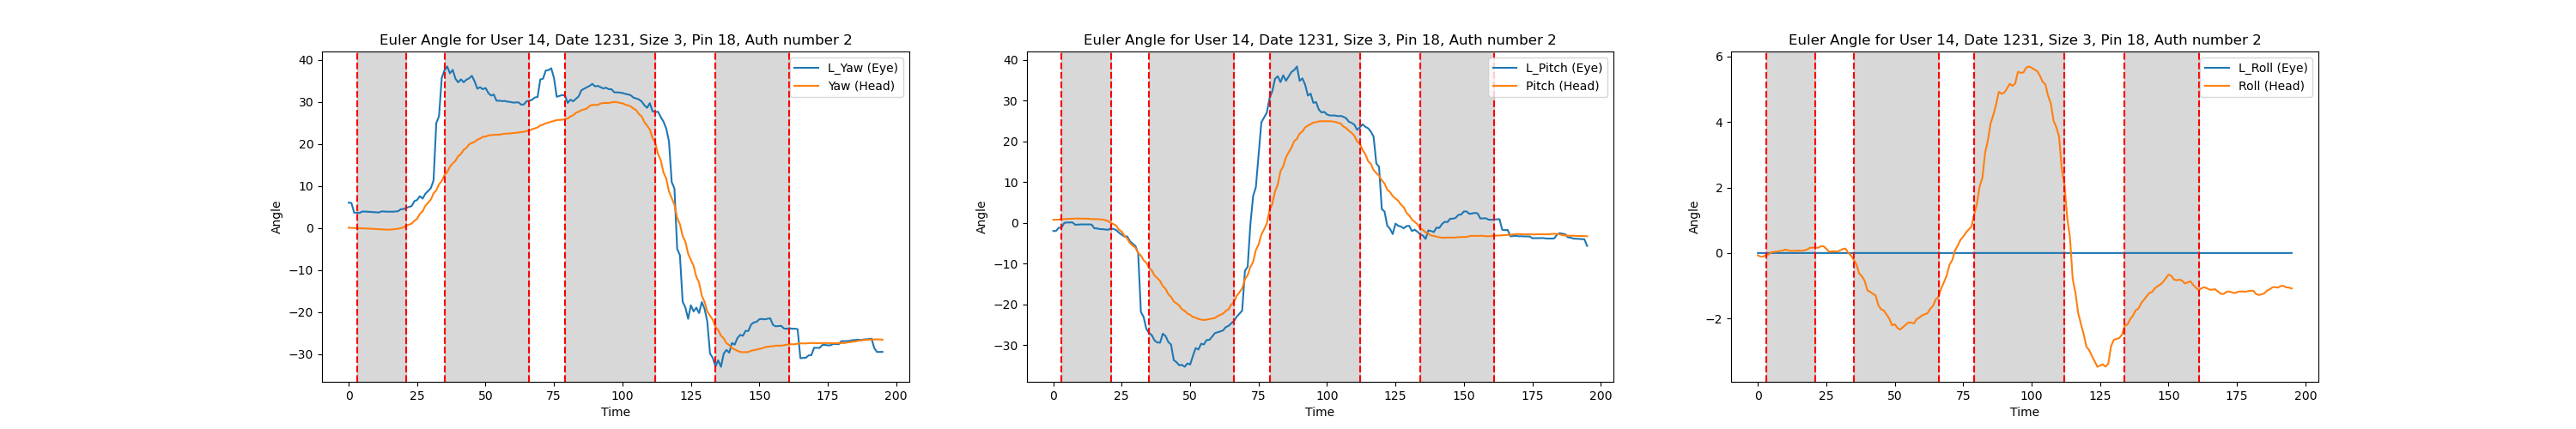 Euler Angle for User 14, Date 1231, Size 3, Pin 18, Auth number 2
40
30
20
10
0
−10
−20
−30
Angle
L_Yaw (Eye)
Yaw (Head)
0 25 50 75 100 125 150 175 200
Time
Euler Angle for User 14, Date 1231, Size 3, Pin 18, Auth number 2
40
30
20
10
0
−10
−20
−30
Angle
L_Pitch (Eye)
Pitch (Head)
0 25 50 75 100 125 150 175 200
Time
Euler Angle for User 14, Date 1231, Size 3, Pin 18, Auth number 2
6
4
2
0
−2
Angle
L_Roll (Eye)
Roll (Head)
0 25 50 75 100 125 150 175 200
Time